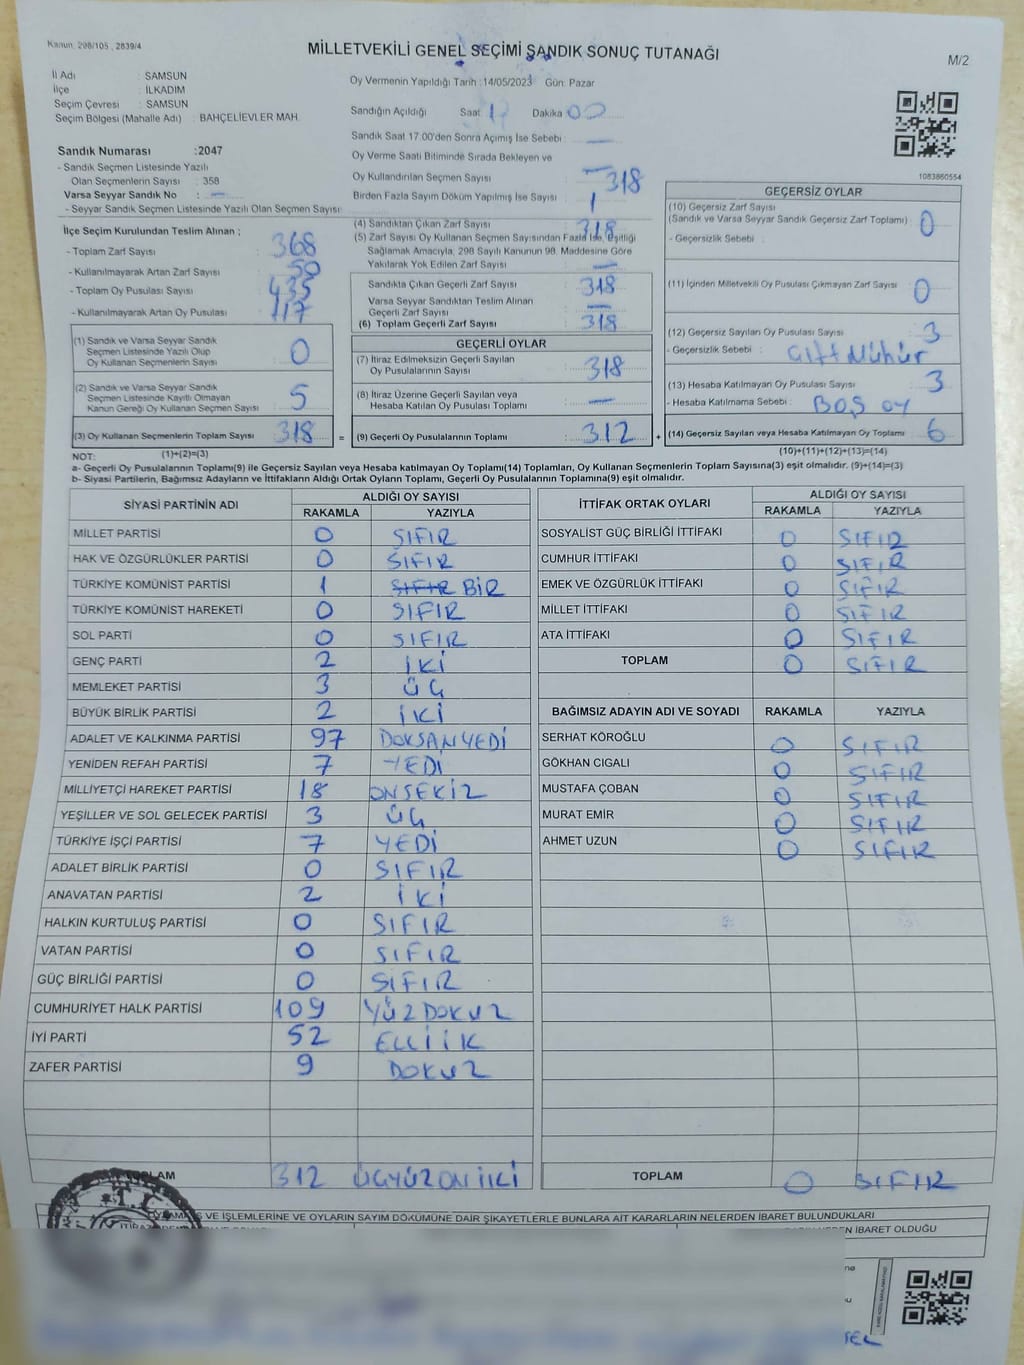 Kanun. 298/105 , 2839/4
MİLLETVEKİLİ GENEL SEÇİMİ SANDIK SONUÇ TUTANAĞI
M/2
İl Adı : SAMSUN
İlçe : İLKADIM
Seçim Çevresi : SAMSUN
Seçim Bölgesi (Mahalle Adı) : BAHÇELİEVLER MAH.
Oy Vermenin Yapıldığı Tarih :14/05/2023 Gün: Pazar
Sandığın Açıldığı Saat 17 Dakika 00
Sandık Saat 17.00'den Sonra Açımış İse Sebebi : —
Oy Verme Saati Bitiminde Sırada Bekleyen ve
Oy Kullandırılan Seçmen Sayısı : — 318
Birden Fazla Sayım Döküm Yapılmış İse Sayısı : 1
Sandık Numarası :2047
- Sandık Seçmen Listesinde Yazılı
Olan Seçmenlerin Sayısı : 358
Varsa Seyyar Sandık No : —
- Seyyar Sandık Seçmen Listesinde Yazılı Olan Seçmen Sayısı:
1083860554
İlçe Seçim Kurulundan Teslim Alınan ;
- Toplam Zarf Sayısı : 368
- Kullanılmayarak Artan Zarf Sayısı : 50
- Toplam Oy Pusulası Sayısı : 435
- Kullanılmayarak Artan Oy Pusulası : 117
(1) Sandık ve Varsa Seyyar Sandık
Seçmen Listesinde Yazılı Olup
Oy Kullanan Seçmenlerin Sayısı : 0
(2) Sandık ve Varsa Seyyar Sandık
Seçmen Listesinde Kayıtlı Olmayan
Kanun Gereği Oy Kullanan Seçmen Sayısı : 5
(3) Oy Kullanan Seçmenlerin Toplam Sayısı : 318
(4) Sandıktan Çıkan Zarf Sayısı : 318
(5) Zarf Sayısı Oy Kullanan Seçmen Sayısından Fazla İse, Eşitliği
Sağlamak Amacıyla, 298 Sayılı Kanunun 98. Maddesine Göre
Yakılarak Yok Edilen Zarf Sayısı : —
Sandıkta Çıkan Geçerli Zarf Sayısı : 318
Varsa Seyyar Sandıktan Teslim Alınan
Geçerli Zarf Sayısı : —
(6) Toplam Geçerli Zarf Sayısı : 318
GEÇERLİ OYLAR
(7) İtiraz Edilmeksizin Geçerli Sayılan
Oy Pusulalarının Sayısı : 318
(8) İtiraz Üzerine Geçerli Sayılan veya
Hesaba Katılan Oy Pusulası Toplamı : —
= (9) Geçerli Oy Pusulalarının Toplamı : 312
GEÇERSİZ OYLAR
(10) Geçersiz Zarf Sayısı
(Sandık ve Varsa Seyyar Sandık Geçersiz Zarf Toplamı) : 0
- Geçersizlik Sebebi :
(11) İçinden Milletvekili Oy Pusulası Çıkmayan Zarf Sayısı : 0
(12) Geçersiz Sayılan Oy Pusulası Sayısı : 3
- Geçersizlik Sebebi : Çift Mühür
(13) Hesaba Katılmayan Oy Pusulası Sayısı : 3
- Hesaba Katılmama Sebebi : BOŞ OY
+ (14) Geçersiz Sayılan veya Hesaba Katılmayan Oy Toplamı : 6
NOT: (1)+(2)=(3)
(10)+(11)+(12)+(13)=(14)
a- Geçerli Oy Pusulalarının Toplamı(9) ile Geçersiz Sayılan veya Hesaba katılmayan Oy Toplamı(14) Toplamları, Oy Kullanan Seçmenlerin Toplam Sayısına(3) eşit olmalıdır. (9)+(14)=(3)
b- Siyasi Partilerin, Bağımsız Adayların ve İttifakların Aldığı Ortak Oyların Toplamı, Geçerli Oy Pusulalarının Toplamına(9) eşit olmalıdır.
SİYASİ PARTİNİN ADI ALDIĞI OY SAYISI
RAKAMLA YAZIYLA
MİLLET PARTİSİ 0 SIFIR
HAK VE ÖZGÜRLÜKLER PARTİSİ 0 SIFIR
TÜRKİYE KOMÜNİST PARTİSİ 1 SIFIR BİR
TÜRKİYE KOMÜNİST HAREKETİ 0 SIFIR
SOL PARTİ 0 SIFIR
GENÇ PARTİ 2 İKİ
MEMLEKET PARTİSİ 3 ÜÇ
BÜYÜK BİRLİK PARTİSİ 2 İKİ
ADALET VE KALKINMA PARTİSİ 97 DOKSANYEDİ
YENİDEN REFAH PARTİSİ 7 YEDİ
MİLLİYETÇİ HAREKET PARTİSİ 18 ONSEKİZ
YEŞİLLER VE SOL GELECEK PARTİSİ 3 ÜÇ
TÜRKİYE İŞÇİ PARTİSİ 7 YEDİ
ADALET BİRLİK PARTİSİ 0 SIFIR
ANAVATAN PARTİSİ 2 İKİ
HALKIN KURTULUŞ PARTİSİ 0 SIFIR
VATAN PARTİSİ 0 SIFIR
GÜÇ BİRLİĞİ PARTİSİ 0 SIFIR
CUMHURİYET HALK PARTİSİ 109 YÜZDOKUZ
İYİ PARTİ 52 ELLİİK
ZAFER PARTİSİ 9 DOKUZ
TOPLAM 312 ÜÇYÜZONİKİ
İTTİFAK ORTAK OYLARI ALDIĞI OY SAYISI
RAKAMLA YAZIYLA
SOSYALİST GÜÇ BİRLİĞİ İTTİFAKI 0 SIFIR
CUMHUR İTTİFAKI 0 SIFIR
EMEK VE ÖZGÜRLÜK İTTİFAKI 0 SIFIR
MİLLET İTTİFAKI 0 SIFIR
ATA İTTİFAKI 0 SIFIR
TOPLAM 0 SIFIR
BAĞIMSIZ ADAYIN ADI VE SOYADI RAKAMLA YAZIYLA
SERHAT KÖROĞLU 0 SIFIR
GÖKHAN CIGALI 0 SIFIR
MUSTAFA ÇOBAN 0 SIFIR
MURAT EMİR 0 SIFIR
AHMET UZUN 0 SIFIR
TOPLAM 0 SIFIR
VE İŞLEMLERİNE VE OYLARIN SAYIM DÖKÜMÜNE DAİR ŞİKAYETLERLE BUNLARA AİT KARARLARIN NELERDEN İBARET BULUNDUKLARI
İBARET OLDUĞU